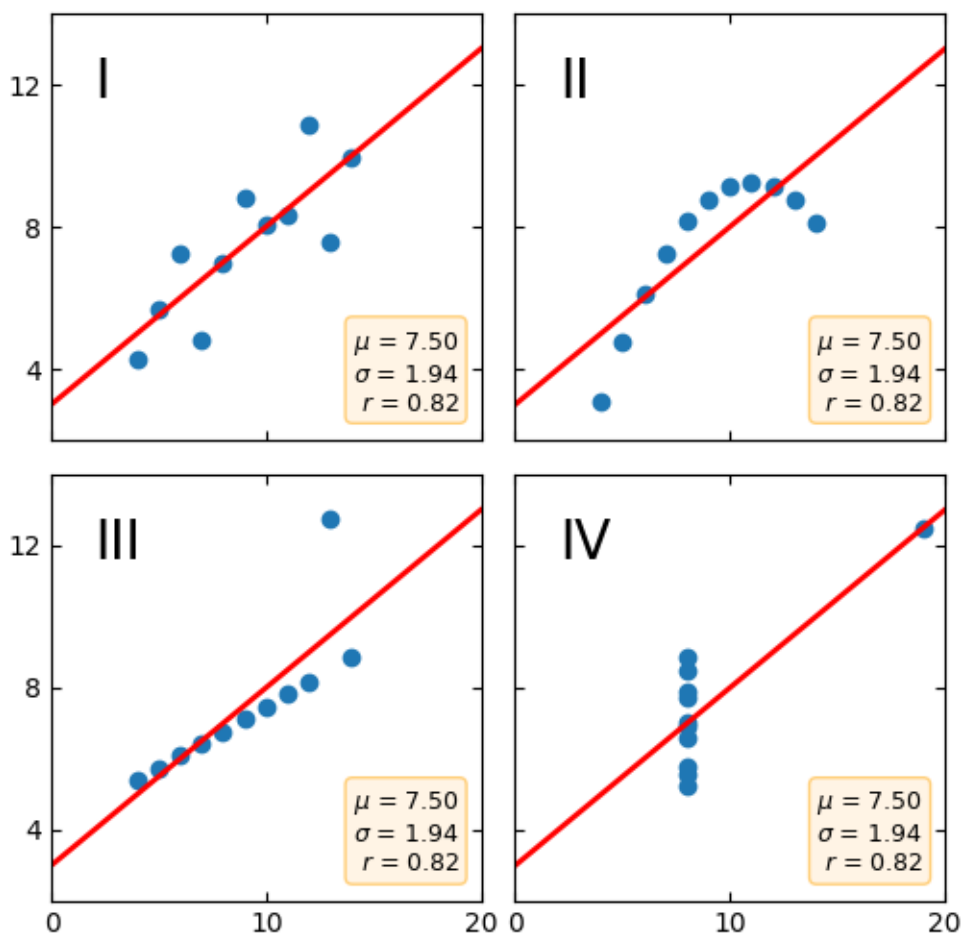 I
II
12
8
4
μ = 7.50
σ = 1.94
r = 0.82
μ = 7.50
σ = 1.94
r = 0.82
III
IV
12
8
4
μ = 7.50
σ = 1.94
r = 0.82
μ = 7.50
σ = 1.94
r = 0.82
0
10
20
0
10
20